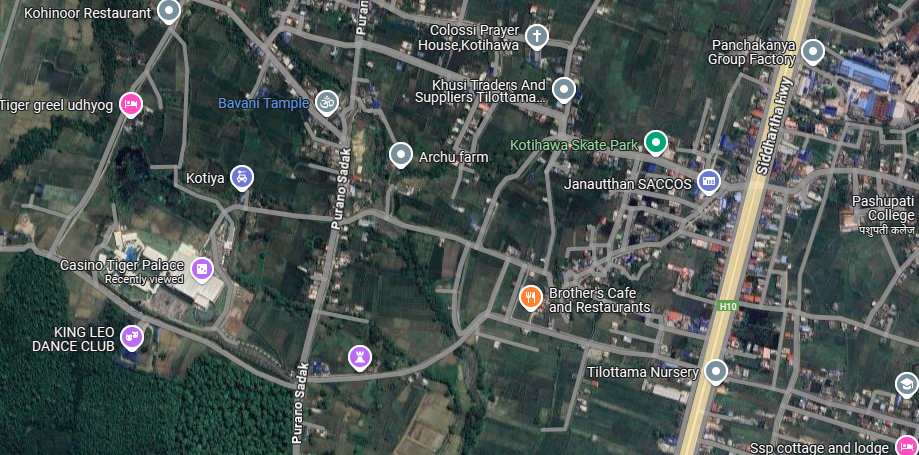 Kohinoor Restaurant
Puran
Colossi Prayer
House,Kotihawa
Panchakanya
Group Factory
Khusi Traders And
Suppliers Tilottama...
Tiger greel udhyog
Bavani Tample
ॐ
Siddhartha Hwy
Kotihawa Skate Park
Archu farm
Kotiya
Purano Sadak
Janautthan SACCOS
Pashupati
College
पशुपती कलेज
Casino Tiger Palace
Recently viewed
Brother's Cafe
and Restaurants
H10
KING LEO
DANCE CLUB
Tilottama Nursery
Purano Sadak
Ssp cottage and lodge